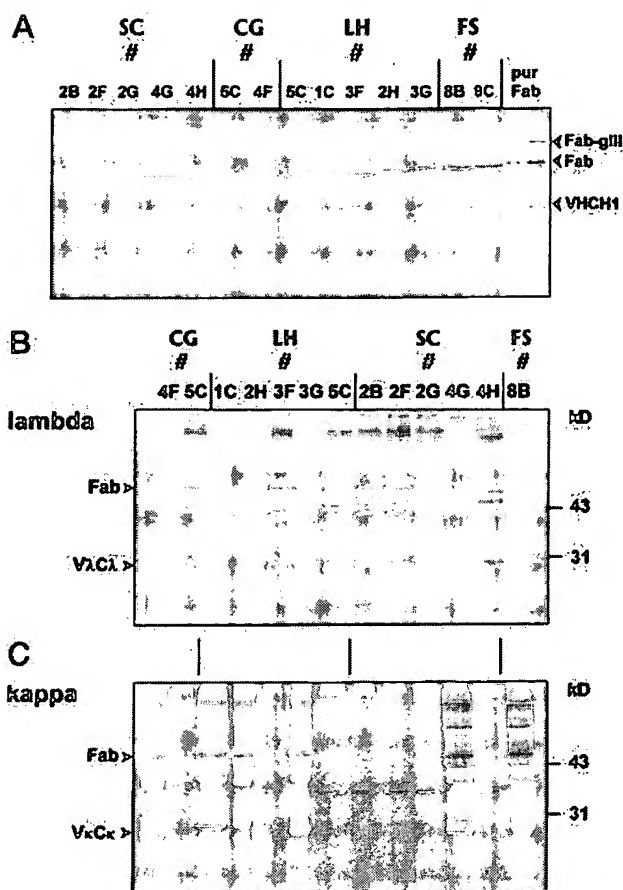 A
SC CG LH FS
# # # #
2B 2F 2G 4G 4H 5C 4F 5C 1C 3F 2H 3G 8B 9C pur Fab
Fab-gIII
Fab
VHCH1
B
CG LH SC FS
# # # #
4F 5C 1C 2H 3F 3G 5C 2B 2F 2G 4G 4H 8B
lambda
kD
Fab
43
31
VλCλ
C
kappa
kD
Fab
43
31
VκCκ